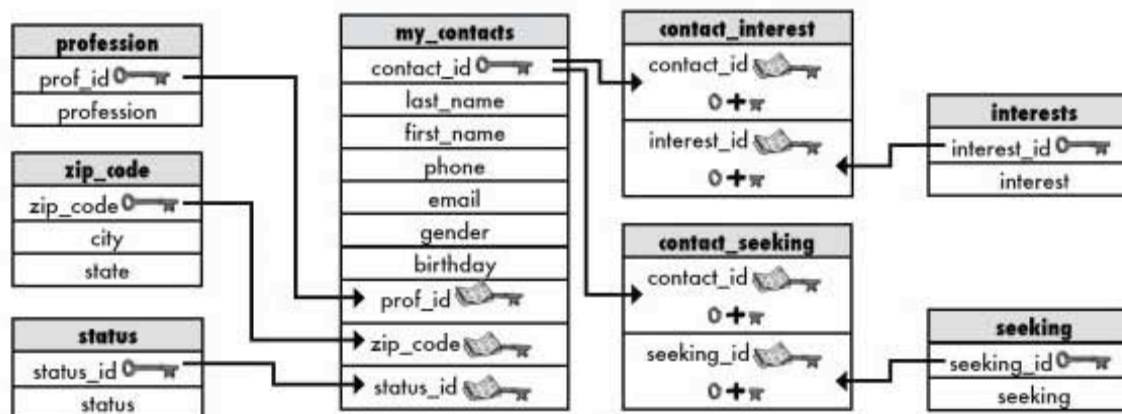 profession
prof_id
profession
zip_code
zip_code
city
state
status
status_id
status
my_contacts
contact_id
last_name
first_name
phone
email
gender
birthday
prof_id
zip_code
status_id
contact_interest
contact_id
+
interest_id
+
contact_seeking
contact_id
+
seeking_id
+
interests
interest_id
interest
seeking
seeking_id
seeking